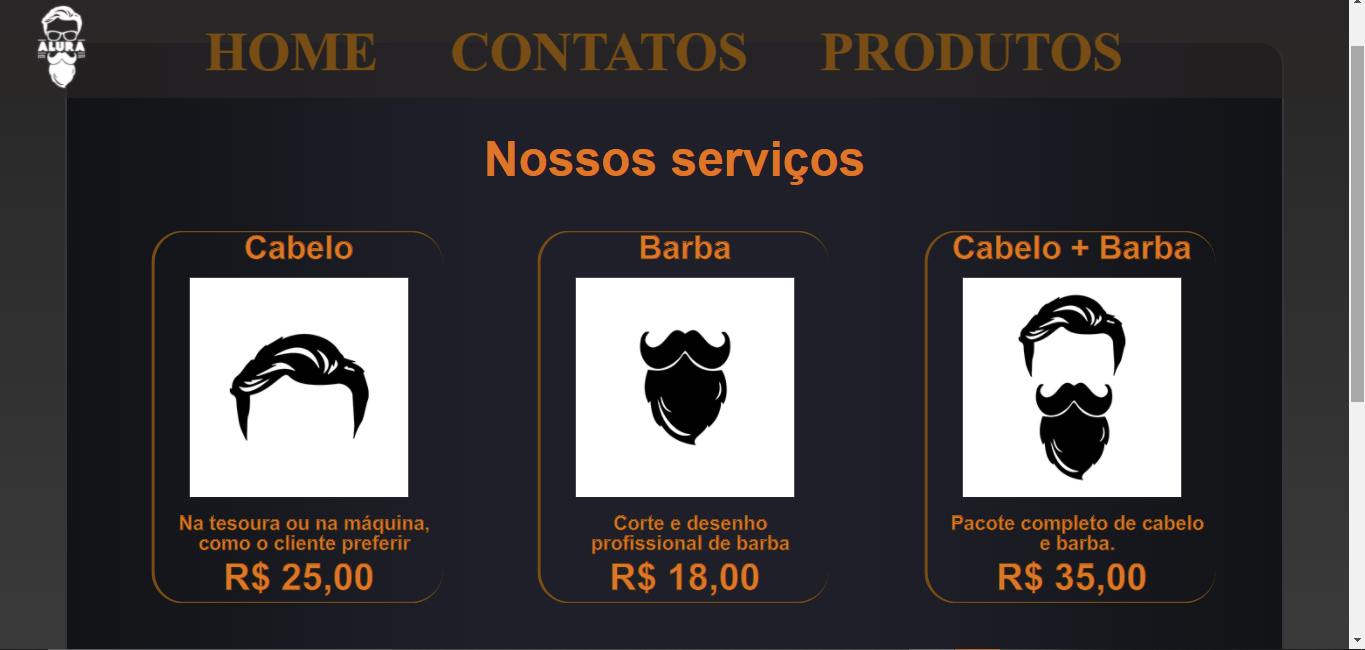 ALURA
HOME CONTATOS PRODUTOS
Nossos serviços
Cabelo
Na tesoura ou na máquina,
como o cliente preferir
R$ 25,00
Barba
Corte e desenho
profissional de barba
R$ 18,00
Cabelo + Barba
Pacote completo de cabelo
e barba.
R$ 35,00